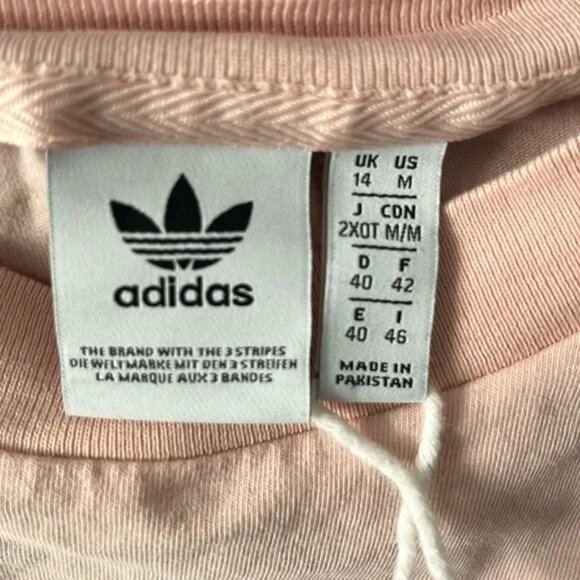 adidas
THE BRAND WITH THE 3 STRIPES
DIE WELTMARKE MIT DEN 3 STREIFEN
LA MARQUE AUX 3 BANDES
UK US
14 M
J CDN
2XOT M/M
D F
40 42
E I
40 46
MADE IN
PAKISTAN